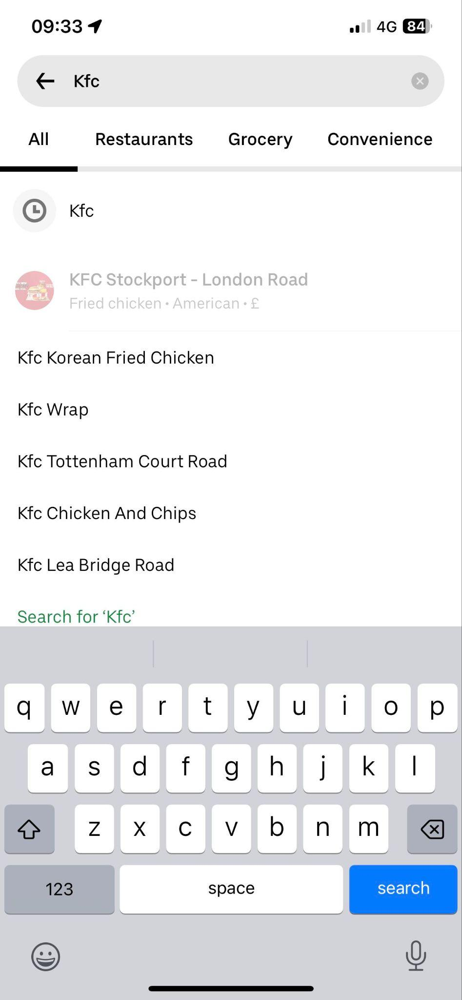 09:33
4G
84
Kfc
All Restaurants Grocery Convenience
Kfc
KFC Stockport - London Road
Fried chicken • American • £
Kfc Korean Fried Chicken
Kfc Wrap
Kfc Tottenham Court Road
Kfc Chicken And Chips
Kfc Lea Bridge Road
Search for ‘Kfc’
q w e r t y u i o p
a s d f g h j k l
z x c v b n m
123 space search